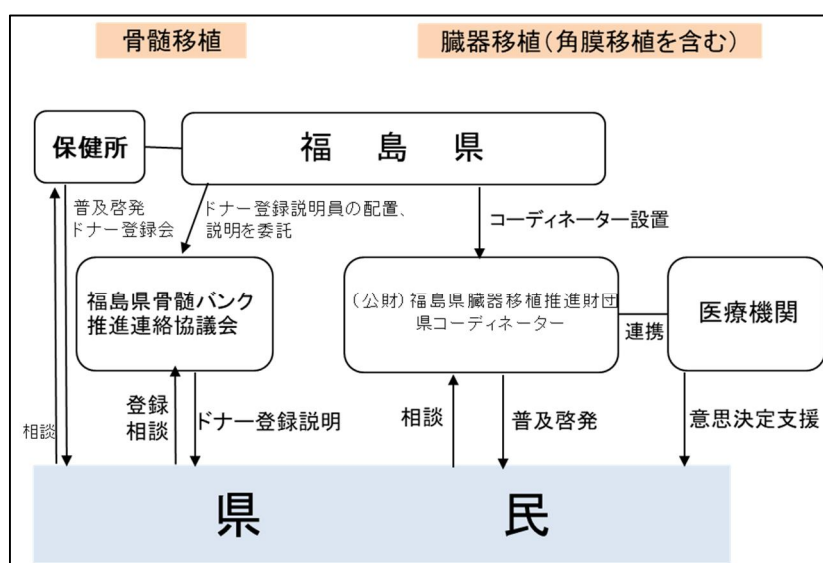 骨髄移植
臓器移植(角膜移植を含む)
保健所
福島県
普及啓発
ドナー登録会
ドナー登録説明員の配置、
説明を委託
コーディネーター設置
福島県骨髄バンク
推進連絡協議会
(公財)福島県臓器移植推進財団
県コーディネーター
連携
医療機関
相談
登録
相談
ドナー登録説明
相談
普及啓発
意思決定支援
県民